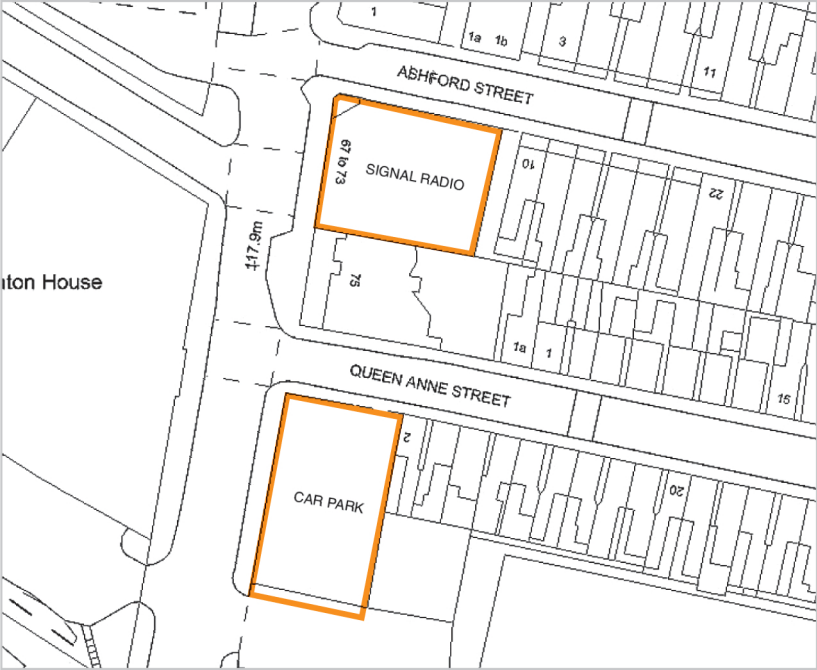 1
1a 1b
3
11
ASHFORD STREET
67 to 73
SIGNAL RADIO
10
22
117.9m
75
ton House
1a
1
15
QUEEN ANNE STREET
2
20
CAR PARK